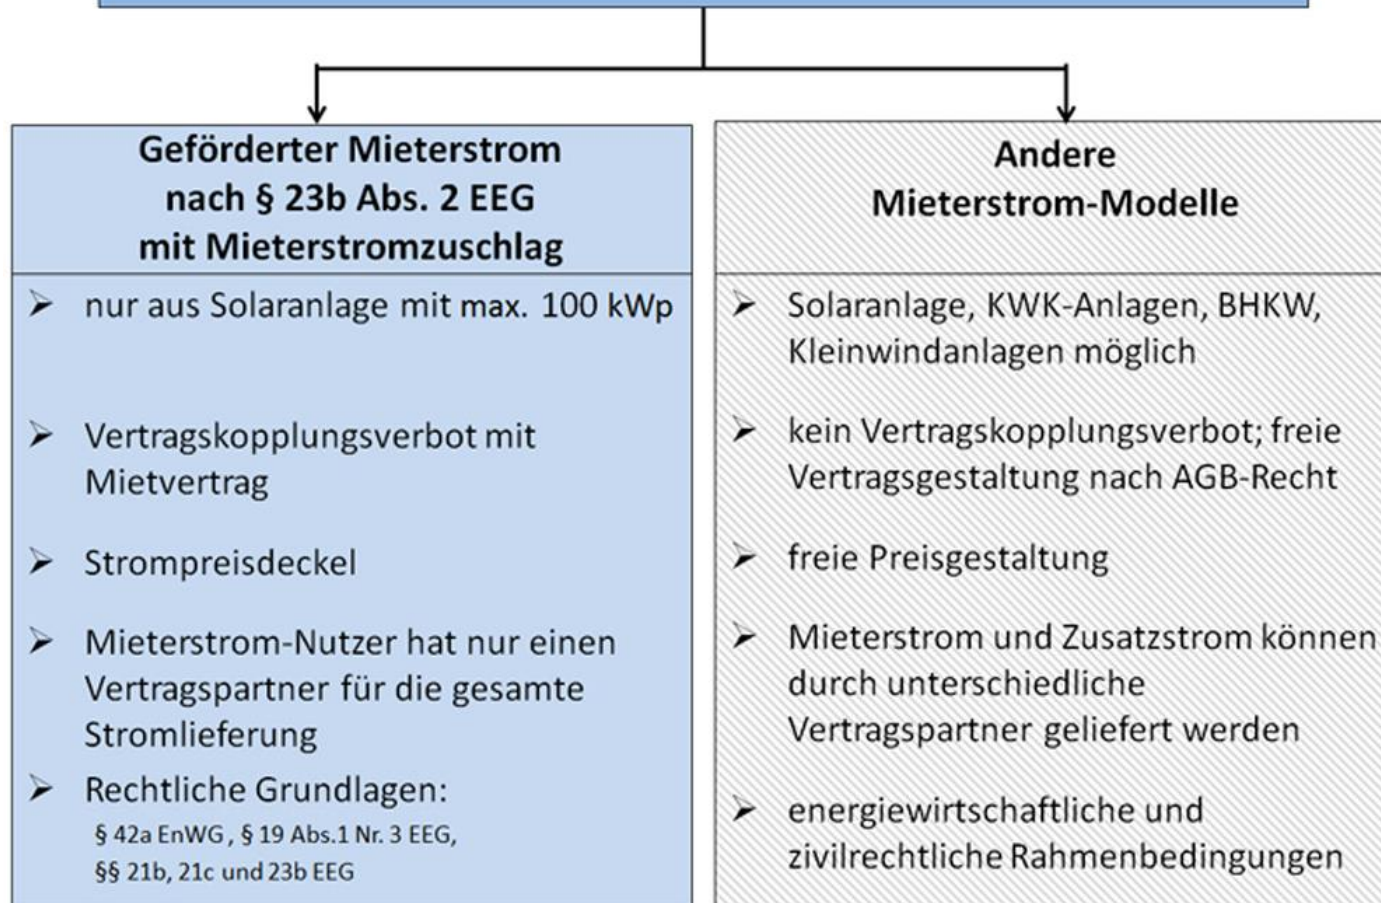 Geförderter Mieterstrom
nach § 23b Abs. 2 EEG
mit Mieterstromzuschlag
➢ nur aus Solaranlage mit max. 100 kWp
➢ Vertragskopplungsverbot mit
Mietvertrag
➢ Strompreisdeckel
➢ Mieterstrom-Nutzer hat nur einen
Vertragspartner für die gesamte
Stromlieferung
➢ Rechtliche Grundlagen:
§ 42a EnWG, § 19 Abs.1 Nr. 3 EEG,
§§ 21b, 21c und 23b EEG
Andere
Mieterstrom-Modelle
➢ Solaranlage, KWK-Anlagen, BHKW,
Kleinwindanlagen möglich
➢ kein Vertragskopplungsverbot; freie
Vertragsgestaltung nach AGB-Recht
➢ freie Preisgestaltung
➢ Mieterstrom und Zusatzstrom können
durch unterschiedliche
Vertragspartner geliefert werden
➢ energiewirtschaftliche und
zivilrechtliche Rahmenbedingungen